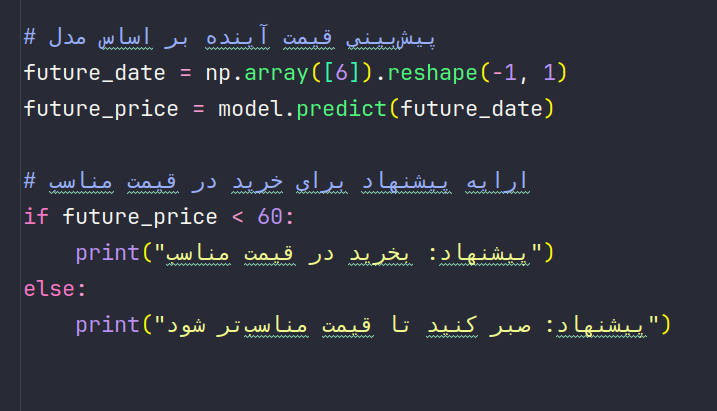 # پیش‌بینی قیمت آینده بر اساس مدل
future_date = np.array([6]).reshape(-1, 1)
future_price = model.predict(future_date)
# ارایه پیشنهاد برای خرید در قیمت مناسب
if future_price < 60:
    print("پیشنهاد: بخرید در قیمت مناسب")
else:
    print("پیشنهاد: صبر کنید تا قیمت مناسب‌تر شود")